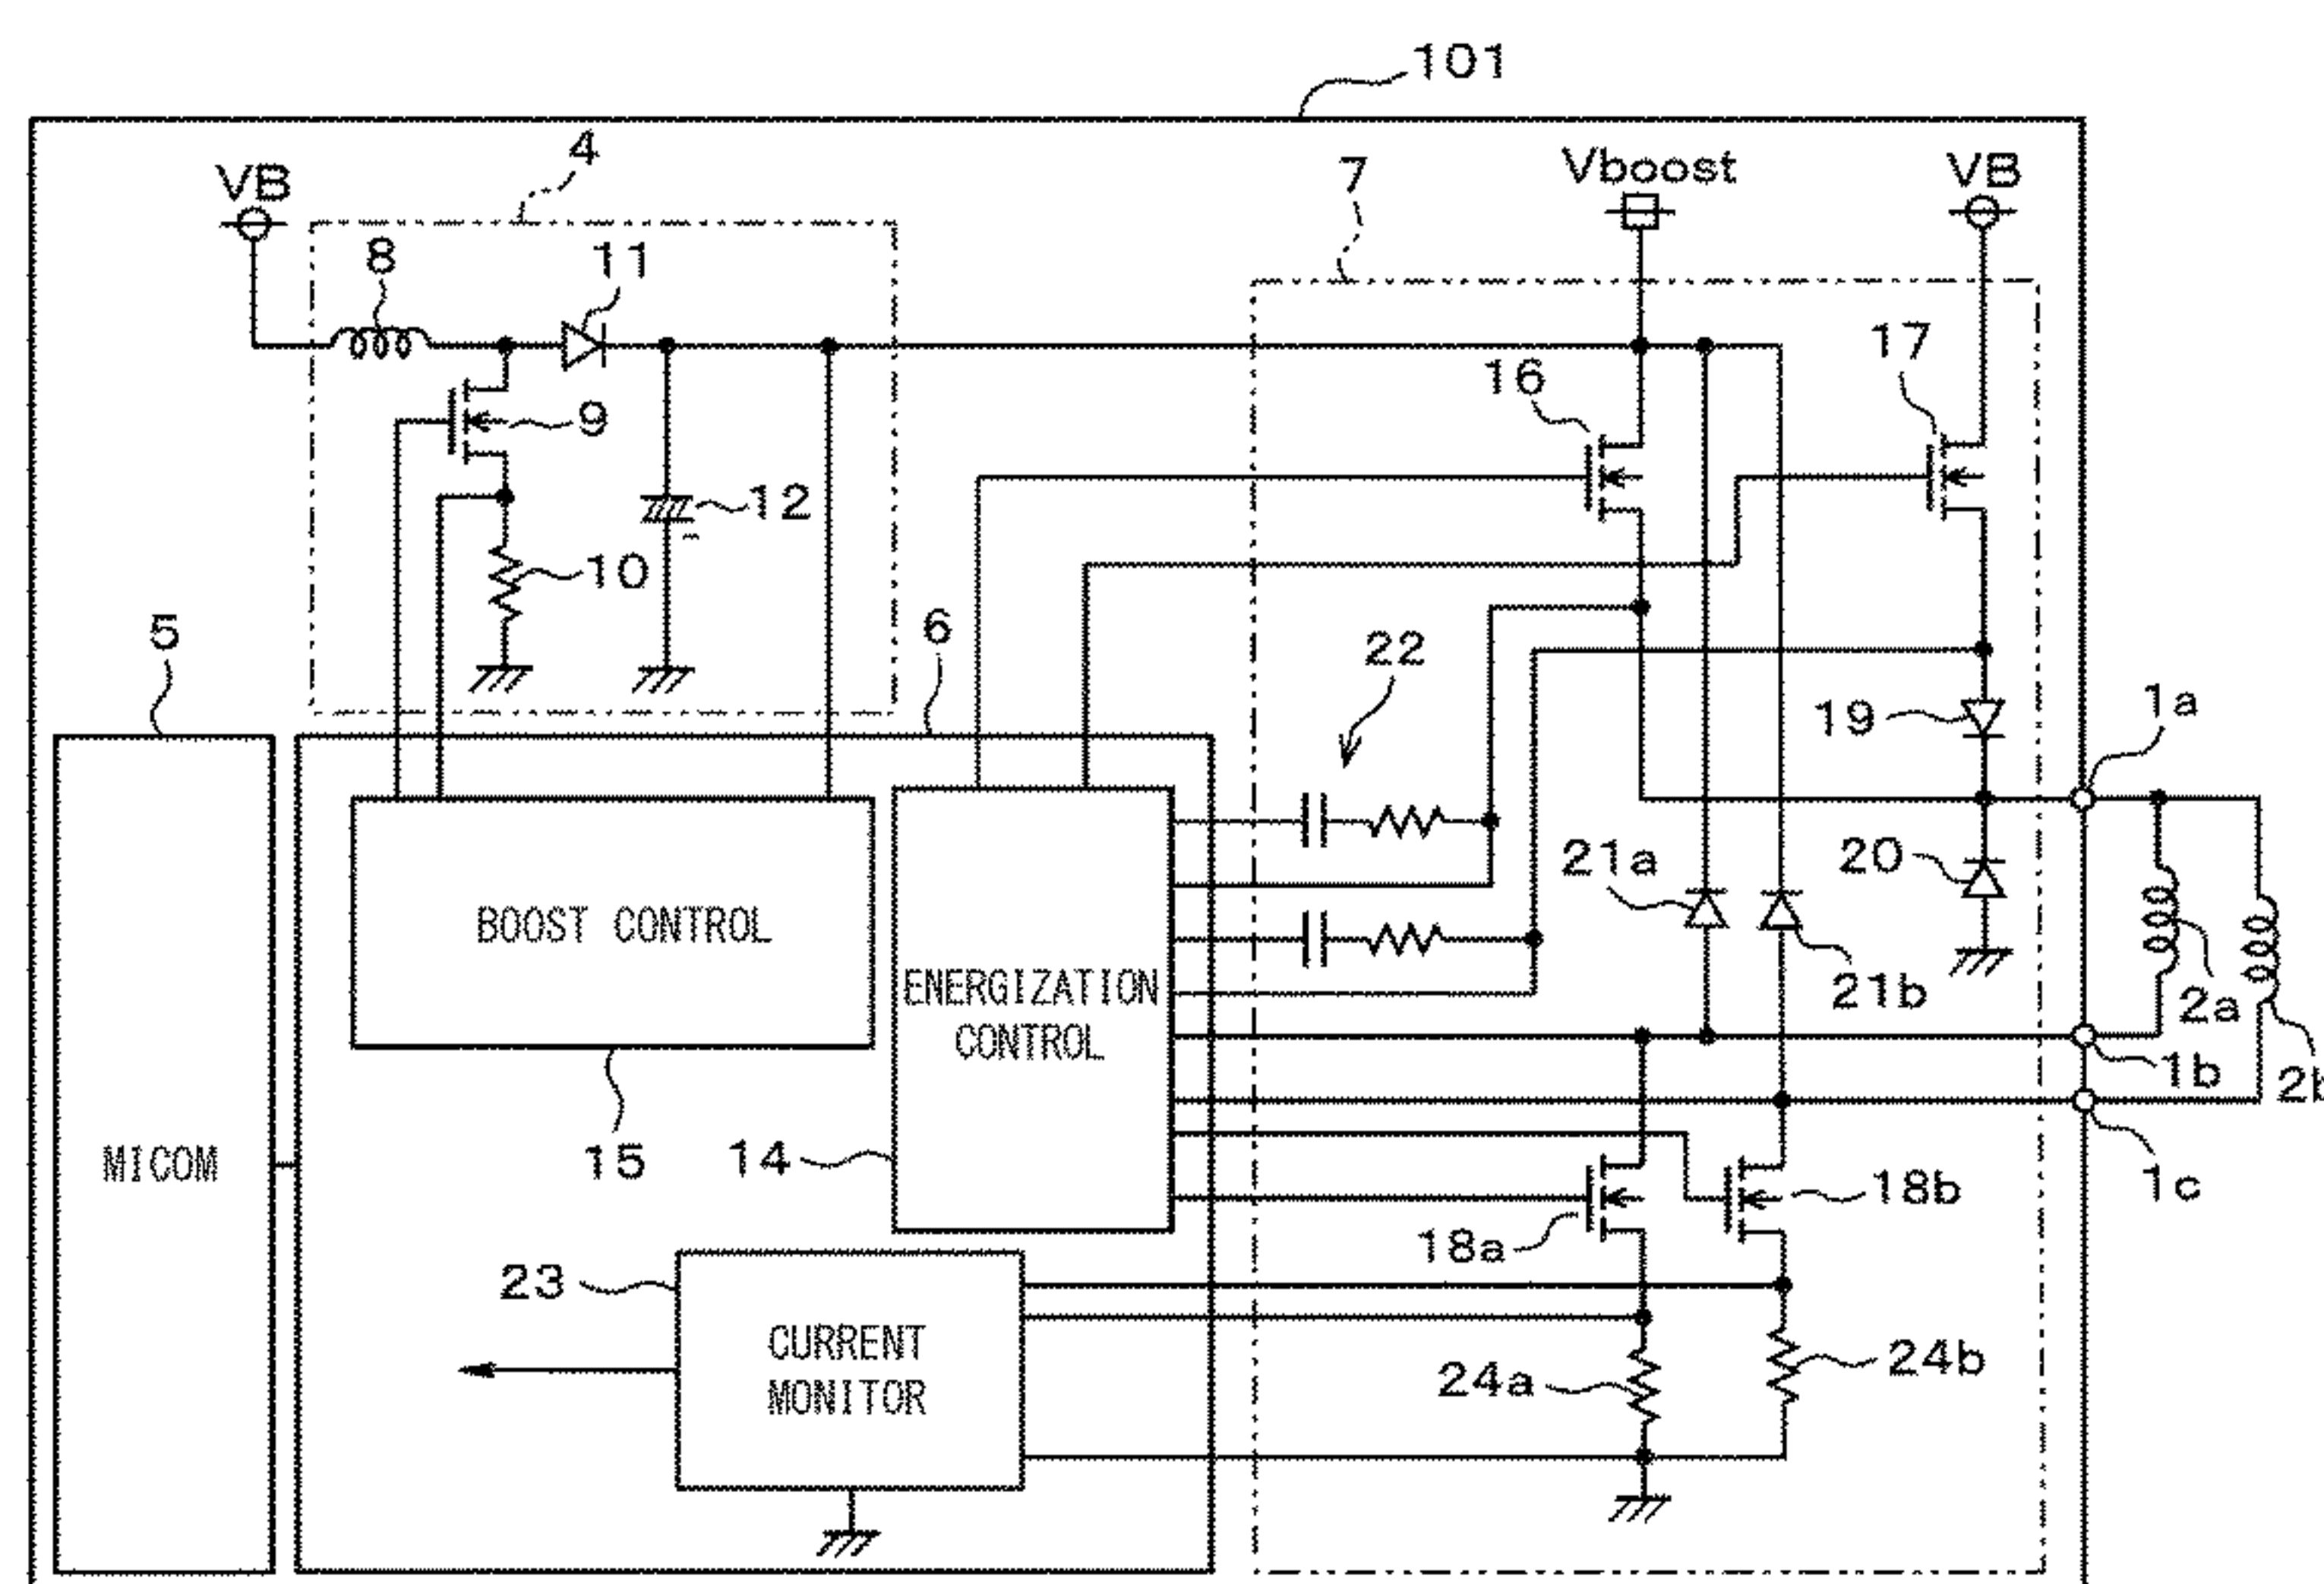 101
4
VB
7
Vboost
VB
8
11
17
16
9
12
10
5
6
22
1a
19
20
21a
BOOST CONTROL
ENERGIZATION
CONTROL
21b
2a
1b
15
14
MICOM
18b
1c
18a
23
CURRENT
MONITOR
24a
24b